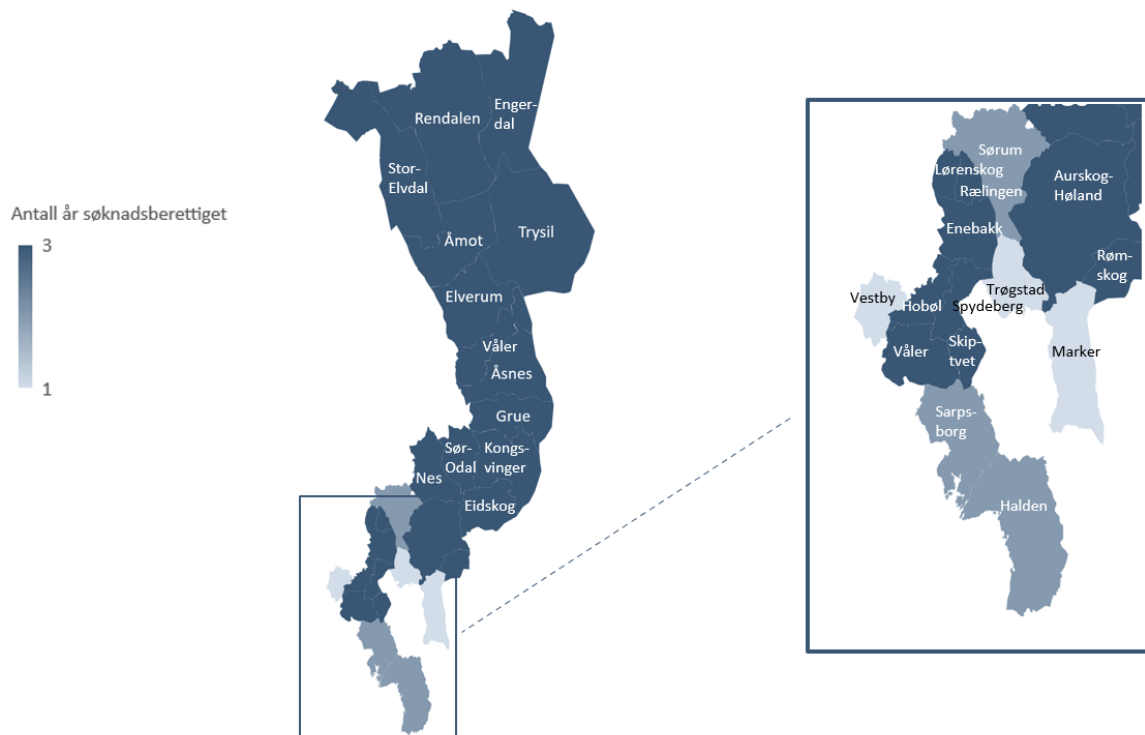 Antall år søknadsberettiget
3
1
Rendalen
Enger-
dal
Stor-
Elvdal
Åmot
Trysil
Elverum
Våler
Åsnes
Grue
Sør-
Odal
Kongs-
vinger
Nes
Eidskog
Sørum
Lørenskog
Rælingen
Aurskog-
Høland
Enebakk
Røm-
skog
Trøgstad
Vestby
Hobøl
Spydeberg
Våler
Skip-
tvet
Marker
Sarps-
borg
Halden